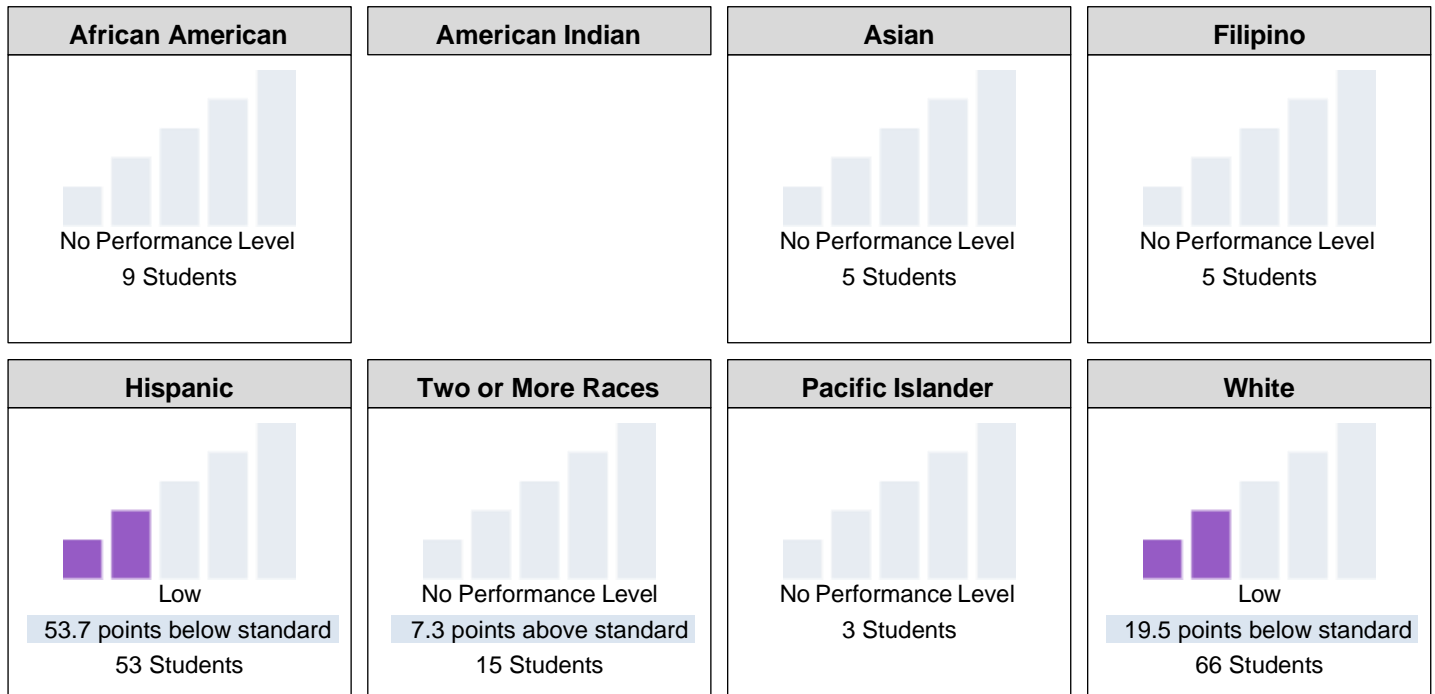 African American
No Performance Level
9 Students
American Indian
Asian
No Performance Level
5 Students
Filipino
No Performance Level
5 Students
Hispanic
Low
53.7 points below standard
53 Students
Two or More Races
No Performance Level
7.3 points above standard
15 Students
Pacific Islander
No Performance Level
3 Students
White
Low
19.5 points below standard
66 Students